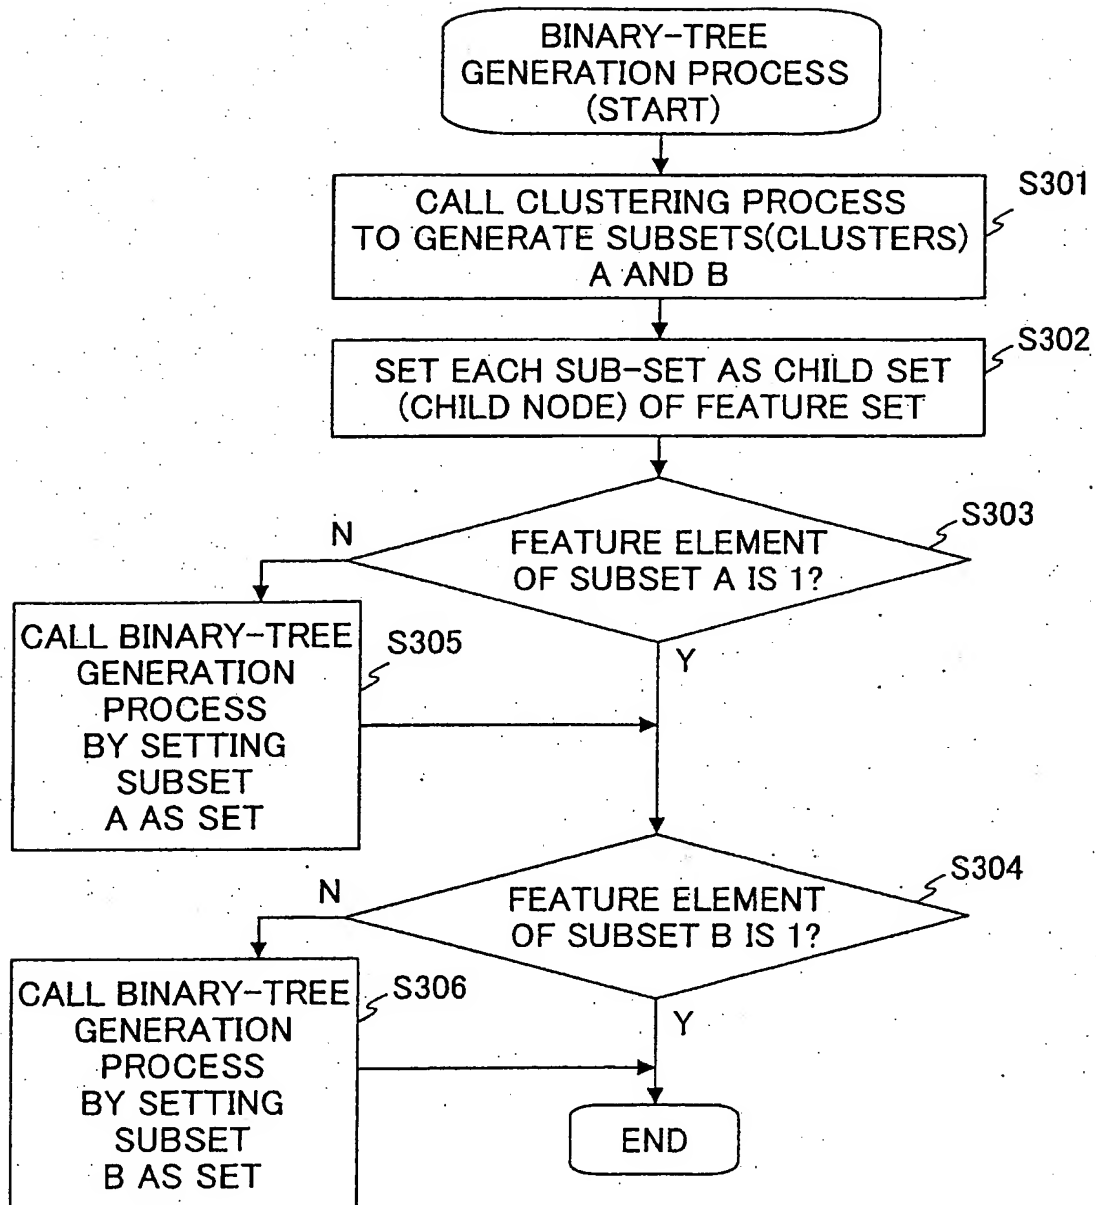 BINARY-TREE
GENERATION PROCESS
(START)
S301
CALL CLUSTERING PROCESS
TO GENERATE SUBSETS(CLUSTERS)
A AND B
S302
SET EACH SUB-SET AS CHILD SET
(CHILD NODE) OF FEATURE SET
S303
N
FEATURE ELEMENT
OF SUBSET A IS 1?
Y
S305
CALL BINARY-TREE
GENERATION
PROCESS
BY SETTING
SUBSET
A AS SET
S304
N
FEATURE ELEMENT
OF SUBSET B IS 1?
Y
S306
CALL BINARY-TREE
GENERATION
PROCESS
BY SETTING
SUBSET
B AS SET
END